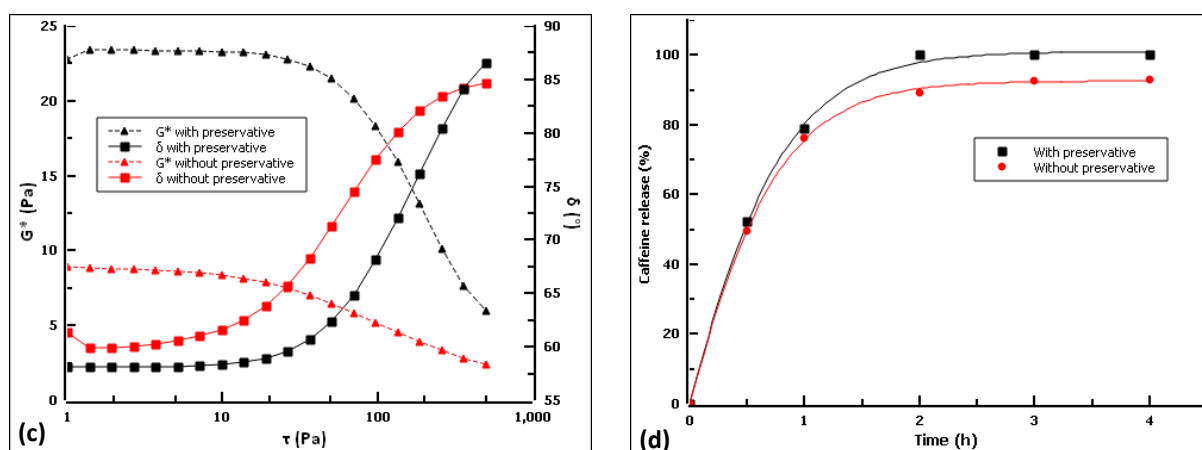 25
20
15
10
5
0
G* (Pa)
90
85
80
75
70
65
60
55
δ (°)
G* with preservative
δ with preservative
G* without preservative
δ without preservative
1
10
100
1,000
τ (Pa)
(c)
100
80
60
40
20
0
Caffeine release (%)
With preservative
Without preservative
0
1
2
3
4
Time (h)
(d)